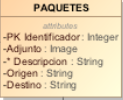 PAQUETES
attributes
-PK Identificador : Integer
-Adjunto : Image
-* Descripcion : String
-Origen : String
-Destino : String